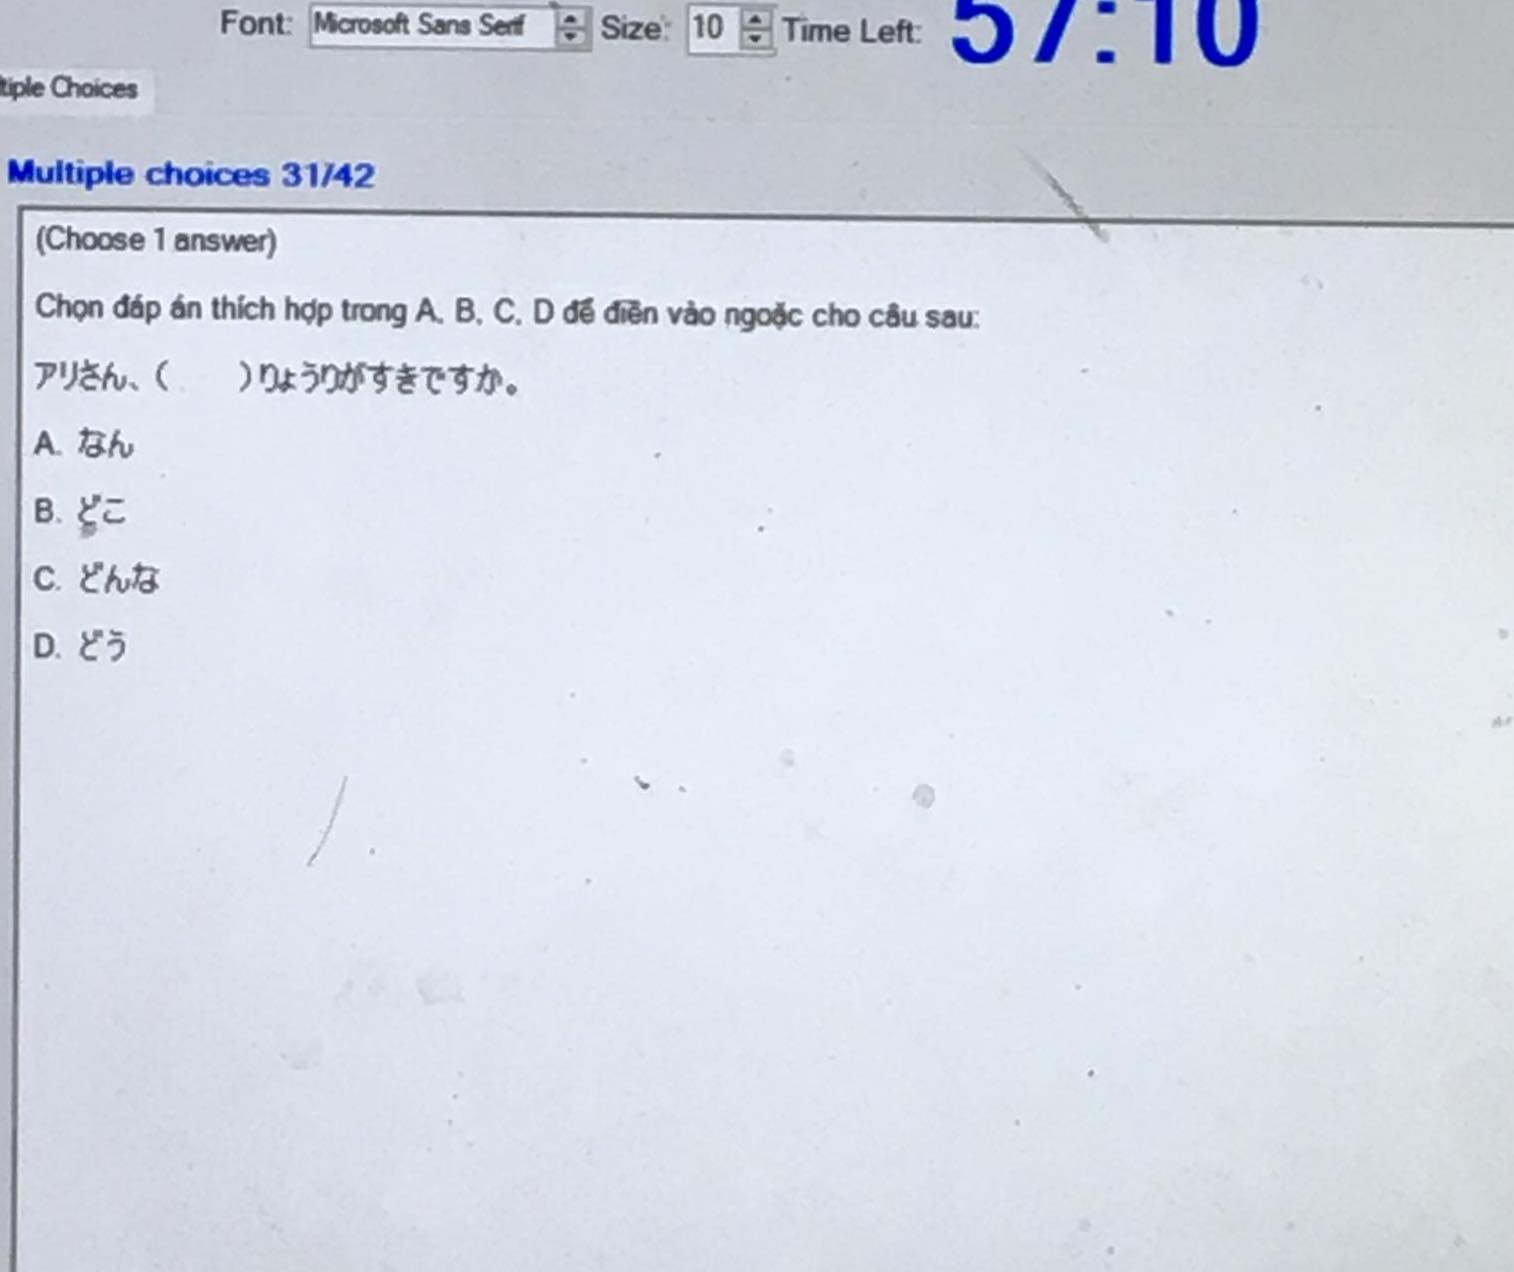 Font: Microsoft Sans Serif Size: 10 Time Left: 57:10
tiple Choices
Multiple choices 31/42
(Choose 1 answer)
Chọn đáp án thích hợp trong A, B, C, D để điền vào ngoặc cho câu sau:
アリさん、( )りょうりがすきですか。
A. なん
B. どこ
C. どんな
D. どう